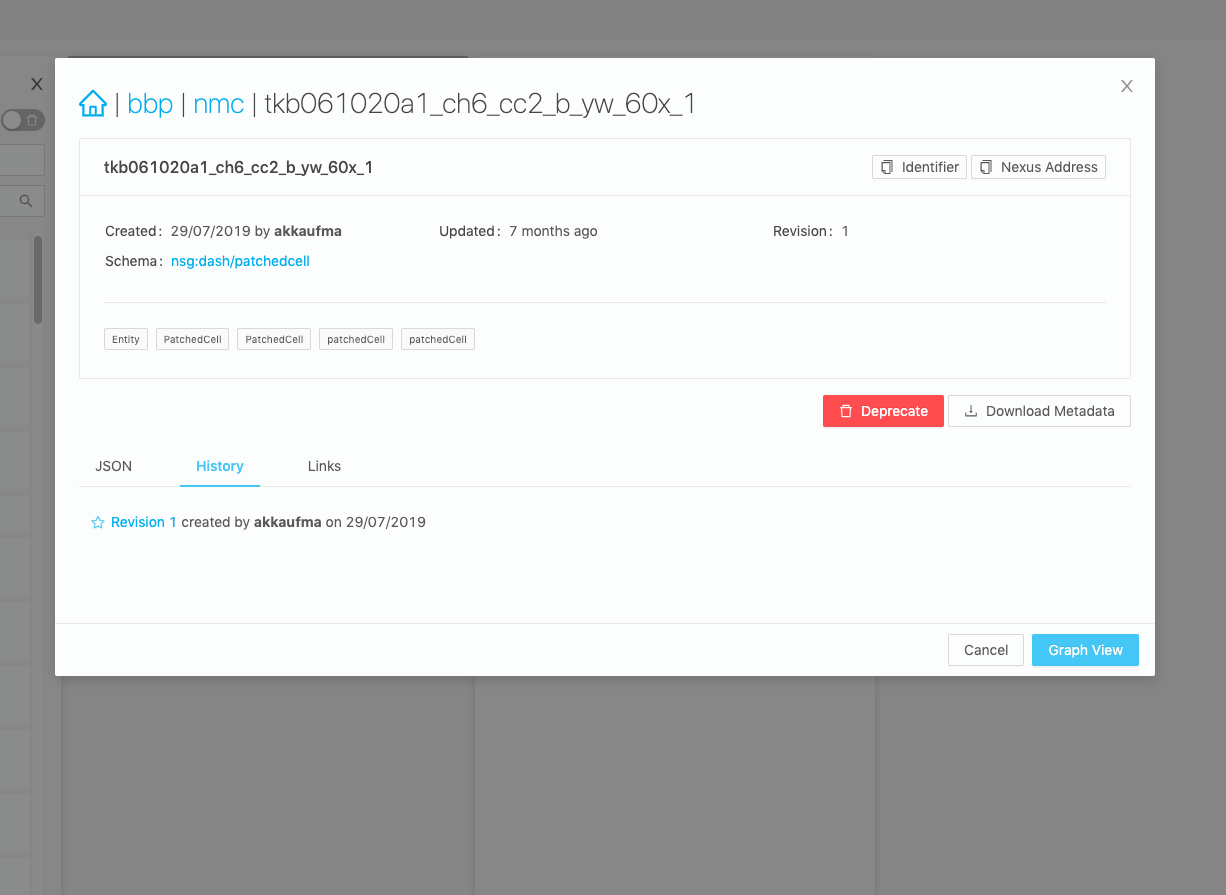 | bbp | nmc | tkb061020a1_ch6_cc2_b_yw_60x_1
tkb061020a1_ch6_cc2_b_yw_60x_1 Identifier Nexus Address
Created: 29/07/2019 by akkaufma Updated: 7 months ago Revision: 1
Schema: nsg:dash/patchedcell
Entity PatchedCell PatchedCell patchedCell patchedCell
Deprecate Download Metadata
JSON History Links
Revision 1 created by akkaufma on 29/07/2019
Cancel Graph View